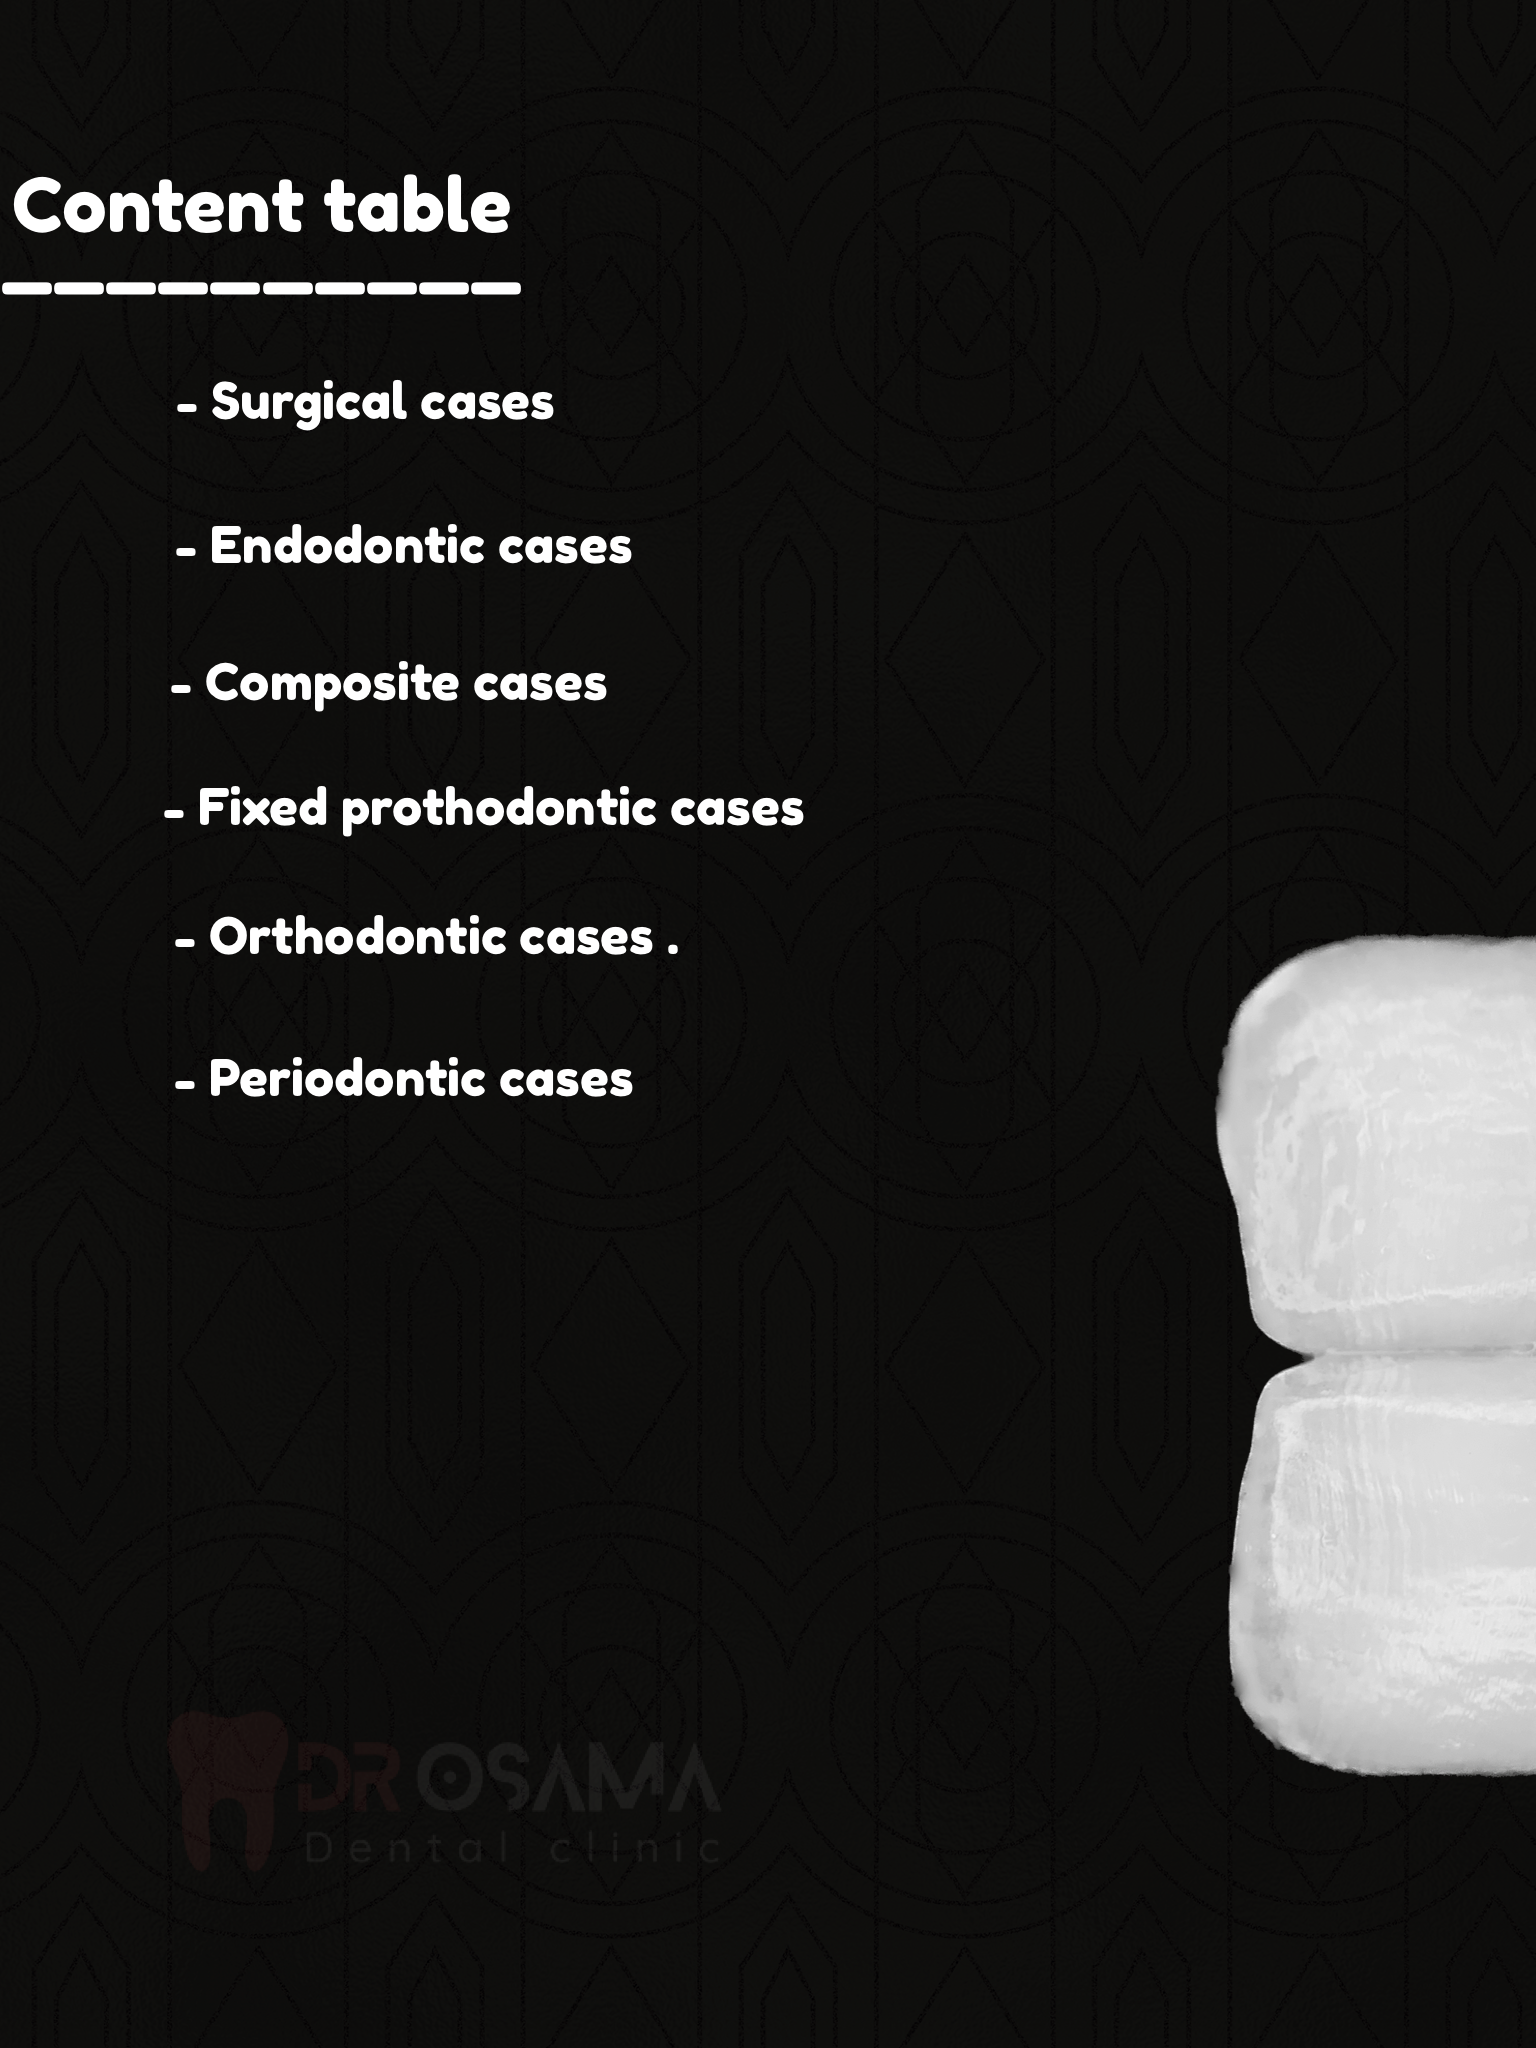 Content table
__________
- Surgical cases
- Endodontic cases
- Composite cases
- Fixed prothodontic cases
- Orthodontic cases .
- Periodontic cases
DR OSAMA
Dental clinic